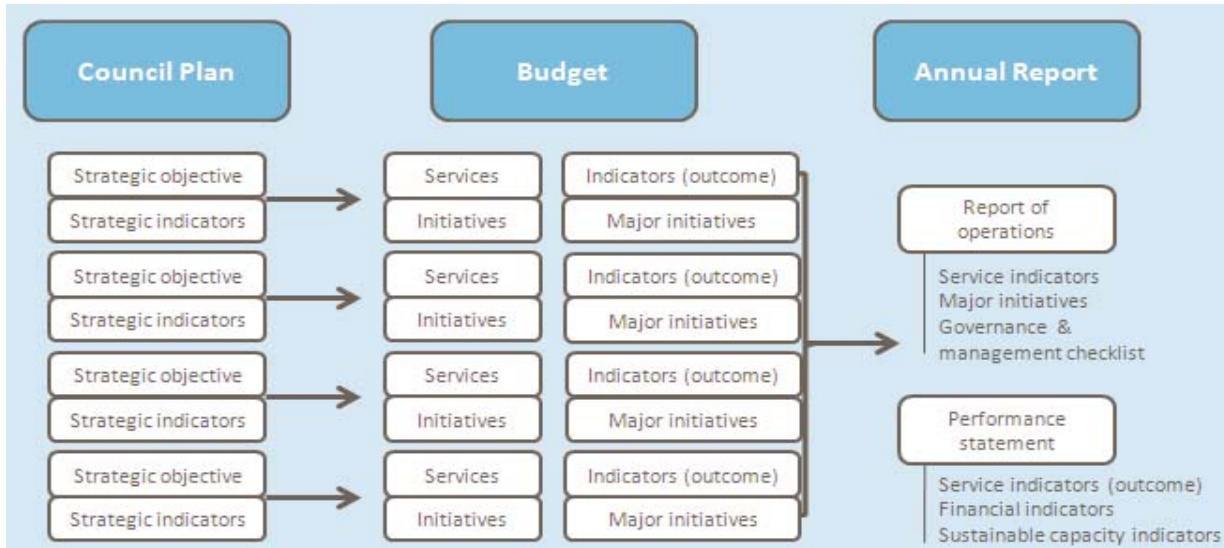 Council Plan
Budget
Annual Report
Strategic objective
Strategic indicators
Strategic objective
Strategic indicators
Strategic objective
Strategic indicators
Strategic objective
Strategic indicators
Services
Initiatives
Services
Initiatives
Services
Initiatives
Services
Initiatives
Indicators (outcome)
Major initiatives
Indicators (outcome)
Major initiatives
Indicators (outcome)
Major initiatives
Indicators (outcome)
Major initiatives
Report of
operations
Service indicators
Major initiatives
Governance &
management checklist
Performance
statement
Service indicators (outcome)
Financial indicators
Sustainable capacity indicators